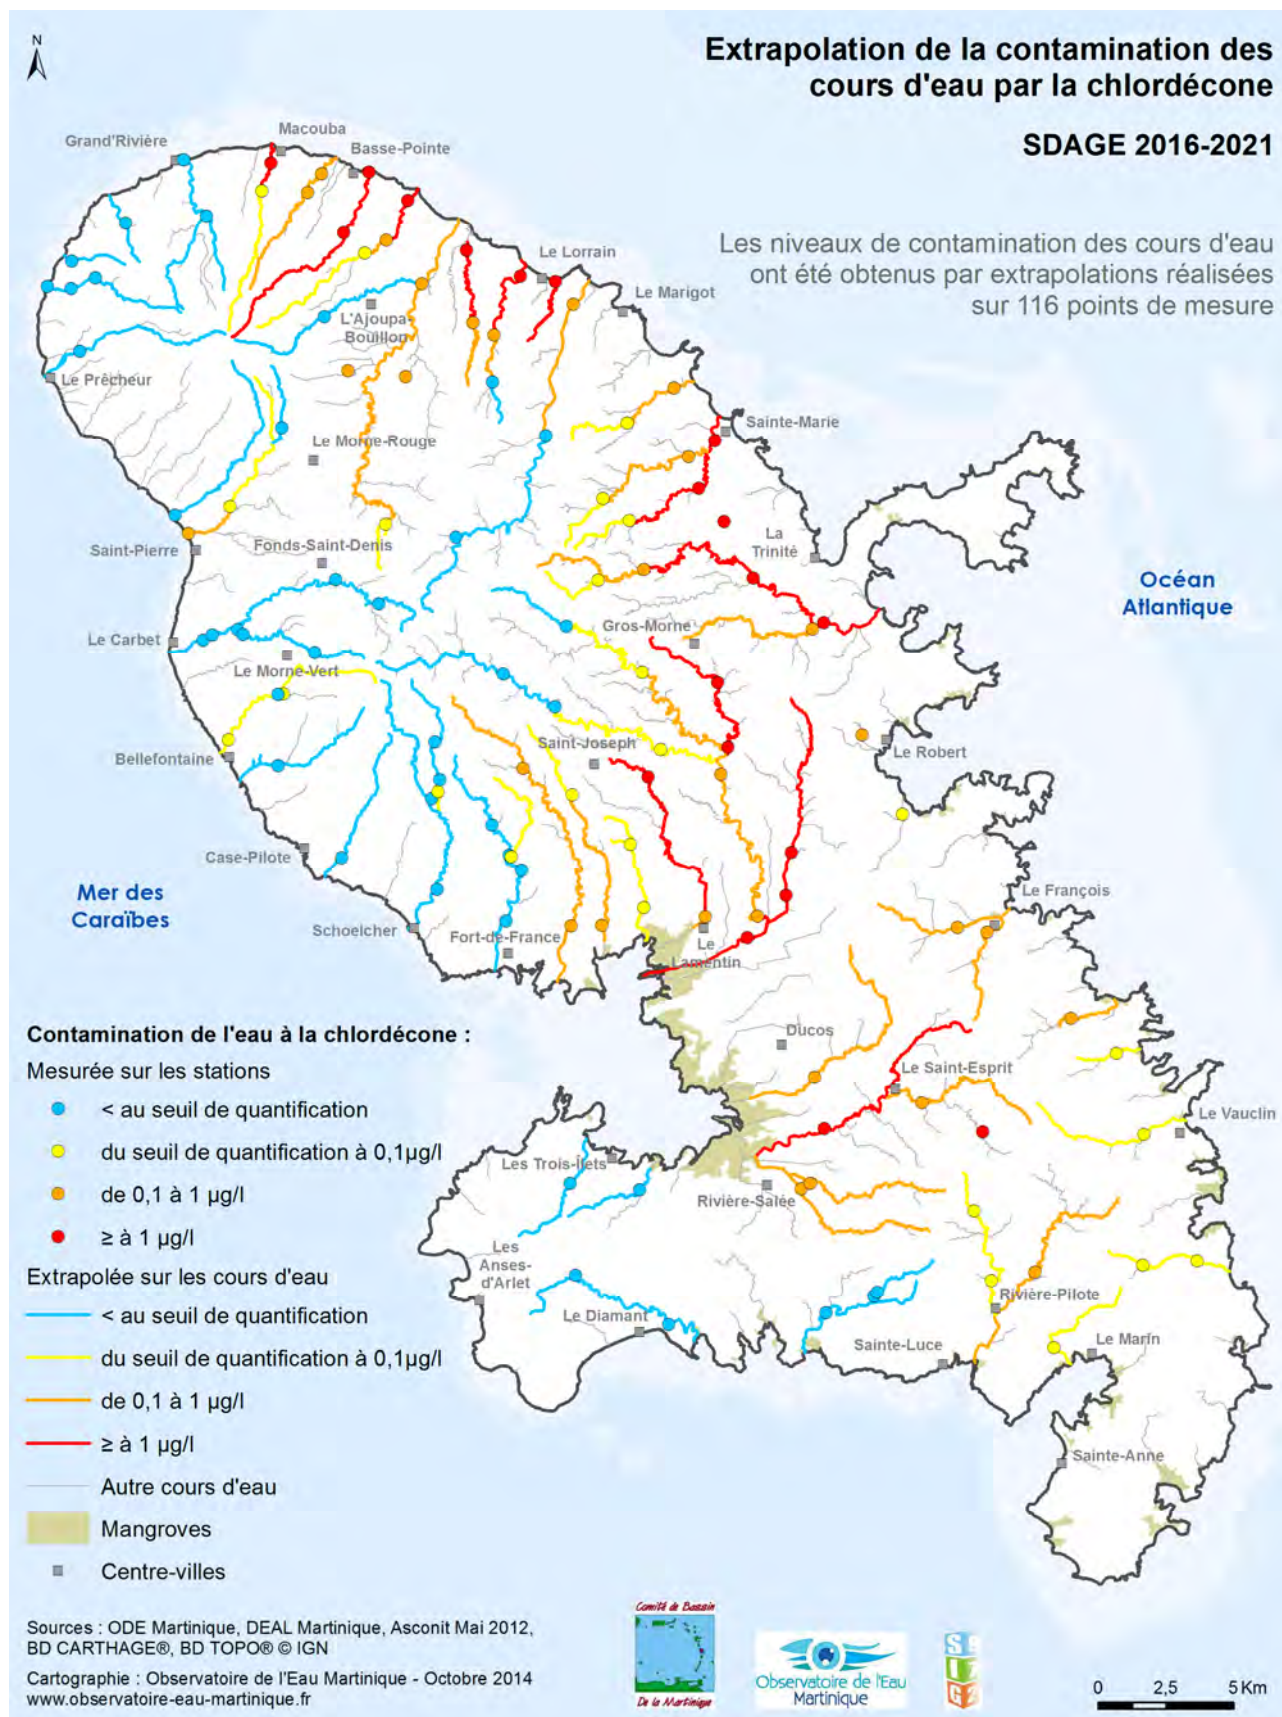 N
Extrapolation de la contamination des
cours d'eau par la chlordécone
SDAGE 2016-2021
Les niveaux de contamination des cours d'eau
ont été obtenus par extrapolations réalisées
sur 116 points de mesure
Macouba
Grand'Rivière
Basse-Pointe
Le Lorrain
Le Marigot
L'Ajoupa-
Bouillon
Le Prêcheur
Sainte-Marie
Le Morne-Rouge
La
Trinité
Saint-Pierre
Fonds-Saint-Denis
Océan
Atlantique
Gros-Morne
Le Carbet
Le Morne-Vert
Saint-Joseph
Le Robert
Bellefontaine
Case-Pilote
Mer des
Caraïbes
Le François
Schoelcher
Fort-de-France
Le
Lamentin
Ducos
Le Saint-Esprit
Le Vauclin
Les Trois-Îlets
Rivière-Salée
Les
Anses-
d'Arlet
Rivière-Pilote
Le Diamant
Sainte-Luce
Le Marin
Sainte-Anne
Contamination de l'eau à la chlordécone :
Mesurée sur les stations
< au seuil de quantification
du seuil de quantification à 0,1µg/l
de 0,1 à 1 µg/l
≥ à 1 µg/l
Extrapolée sur les cours d'eau
< au seuil de quantification
du seuil de quantification à 0,1µg/l
de 0,1 à 1 µg/l
≥ à 1 µg/l
Autre cours d'eau
Mangroves
Centre-villes
Sources : ODE Martinique, DEAL Martinique, Asconit Mai 2012,
BD CARTHAGE®, BD TOPO® © IGN
Cartographie : Observatoire de l'Eau Martinique - Octobre 2014
www.observatoire-eau-martinique.fr
Comité de Bassin
De la Martinique
Observatoire de l'Eau
Martinique
0 2,5 5 Km